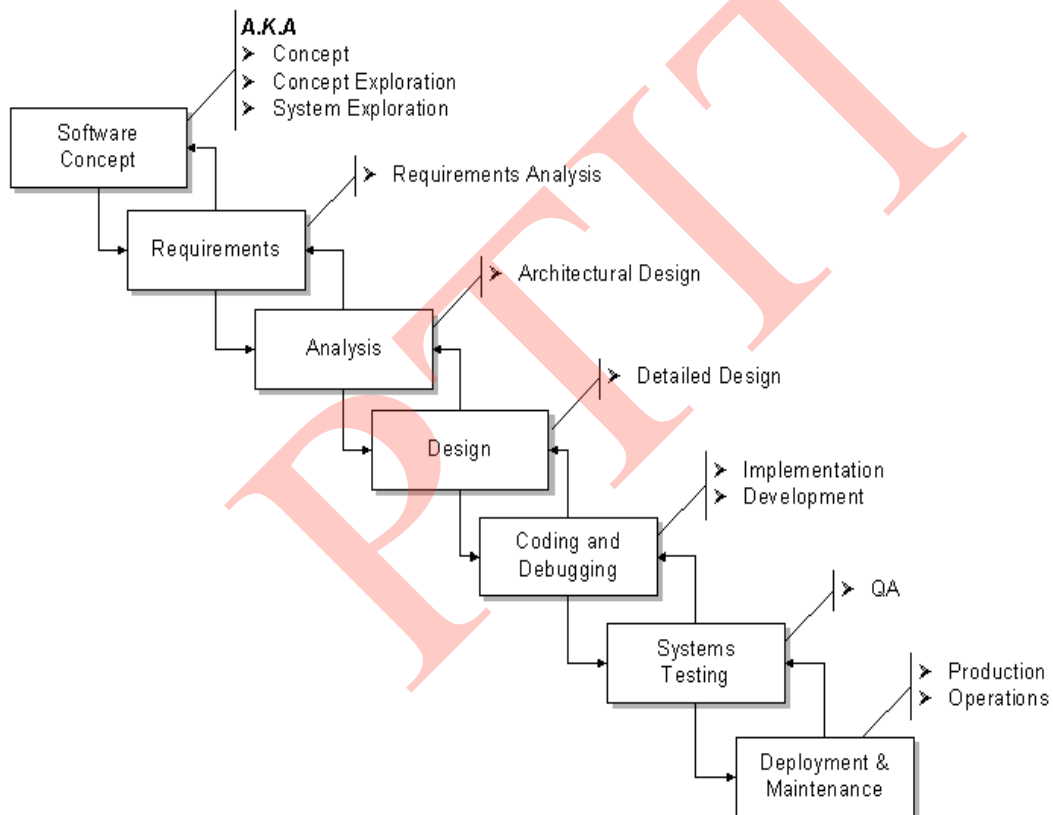 A.K.A
➢ Concept
➢ Concept Exploration
➢ System Exploration
Software
Concept
➢ Requirements Analysis
Requirements
➢ Architectural Design
Analysis
➢ Detailed Design
Design
➢ Implementation
➢ Development
Coding and
Debugging
➢ QA
Systems
Testing
➢ Production
➢ Operations
Deployment &
Maintenance
PTIT